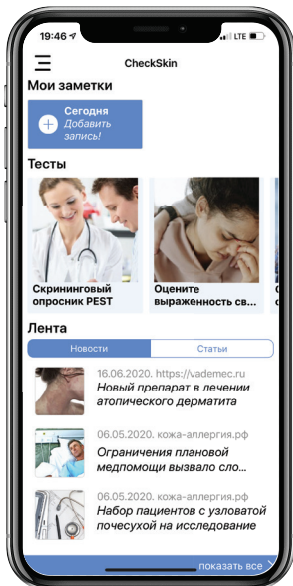 19:46
LTE
CheckSkin
Мои заметки
Сегодня
Добавить
запись!
Тесты
Скрининговый
опросник PEST
Оцените
выраженность св...
Лента
Новости
Статьи
16.06.2020. https://vademec.ru
Новый препарат в лечении
атопического дерматита
06.05.2020. кожа-аллергия.рф
Ограничения плановой
медпомощи вызвало сло...
06.05.2020. кожа-аллергия.рф
Набор пациентов с узловатой
почесухой на исследование
показать все